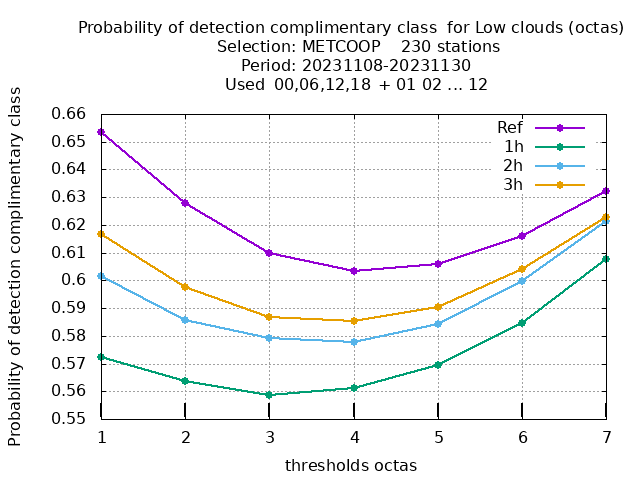 Probability of detection complimentary class  for Low clouds (octas)
Selection: METCOOP    230 stations
Period: 20231108-20231130
Used  00,06,12,18  + 01 02 ... 12
Probability of detection complimentary class
0.66
0.65
0.64
0.63
0.62
0.61
0.6
0.59
0.58
0.57
0.56
0.55
Ref
1h
2h
3h
1 2 3 4 5 6 7
thresholds octas